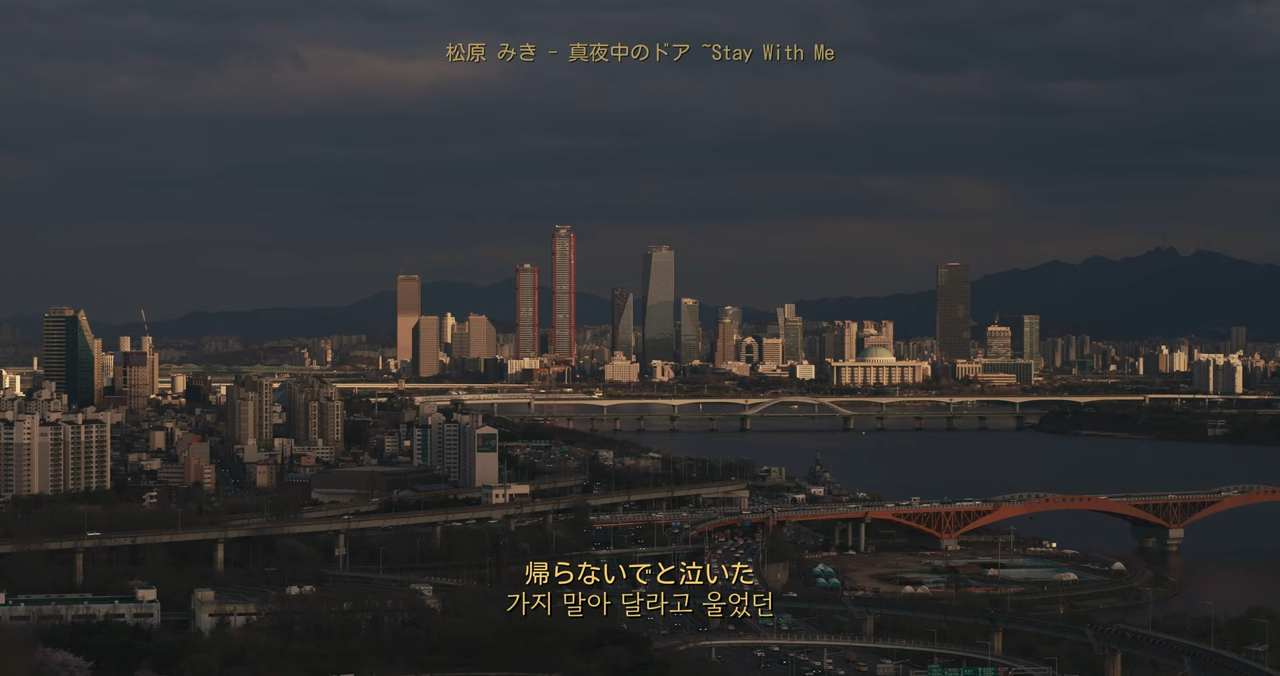 松原 みき - 真夜中のドア ~Stay With Me
帰らないでと泣いた
가지 말아 달라고 울었던